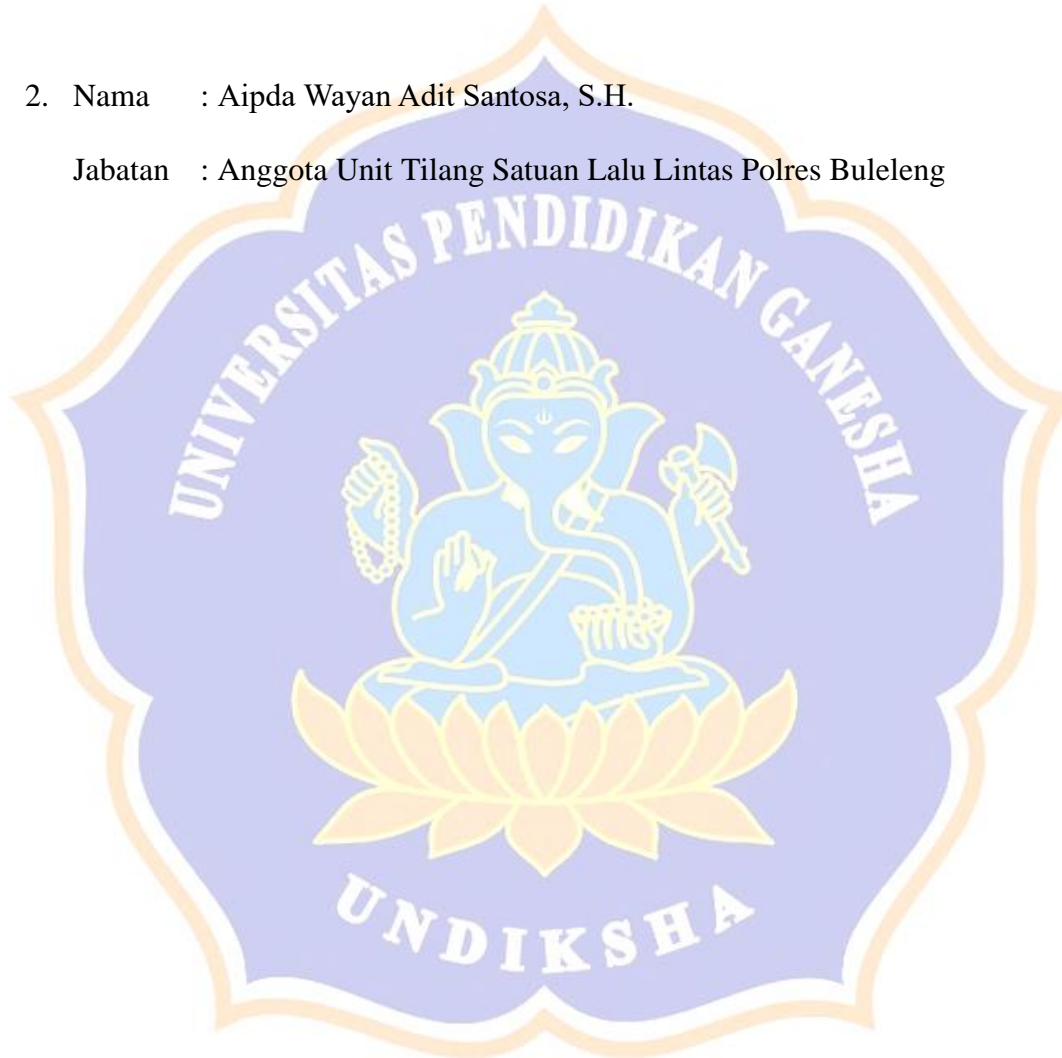 2. Nama : Aipda Wayan Adit Santosa, S.H.
Jabatan : Anggota Unit Tilang Satuan Lalu Lintas Polres Buleleng
UNIVERSITAS PENDIDIKAN GANESHA
UNDIKSHA